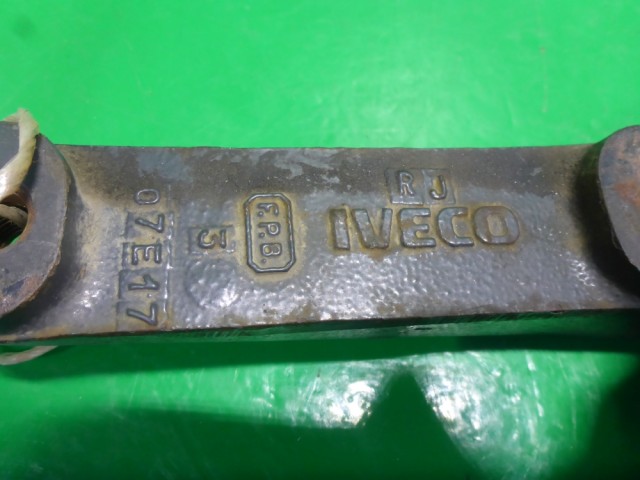 RJ
IVECO
F.P.B.
3
07E17